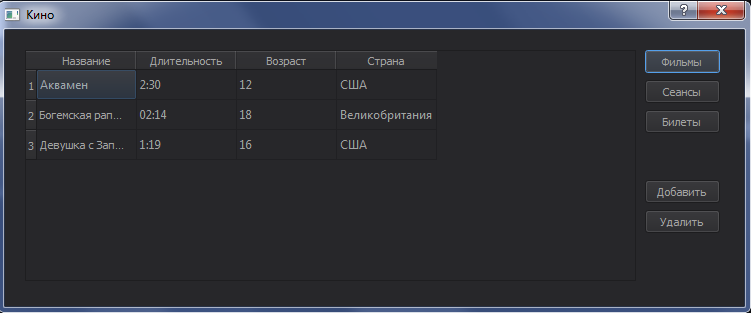 Кино
?
Название Длительность Возраст Страна
1 Аквамен 2:30 12 США
2 Богемская рап... 02:14 18 Великобритания
3 Девушка с Зап... 1:19 16 США
Фильмы
Сеансы
Билеты
Добавить
Удалить